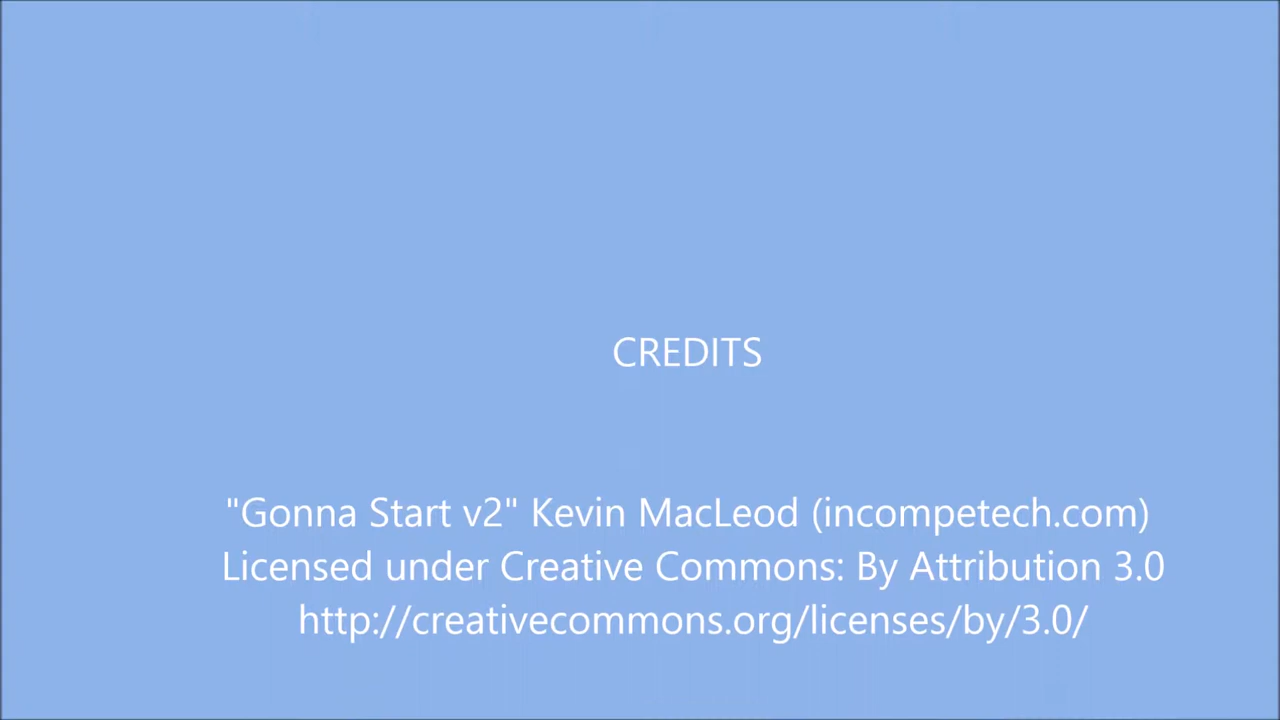 CREDITS
"Gonna Start v2" Kevin MacLeod (incompetech.com)
Licensed under Creative Commons: By Attribution 3.0
http://creativecommons.org/licenses/by/3.0/